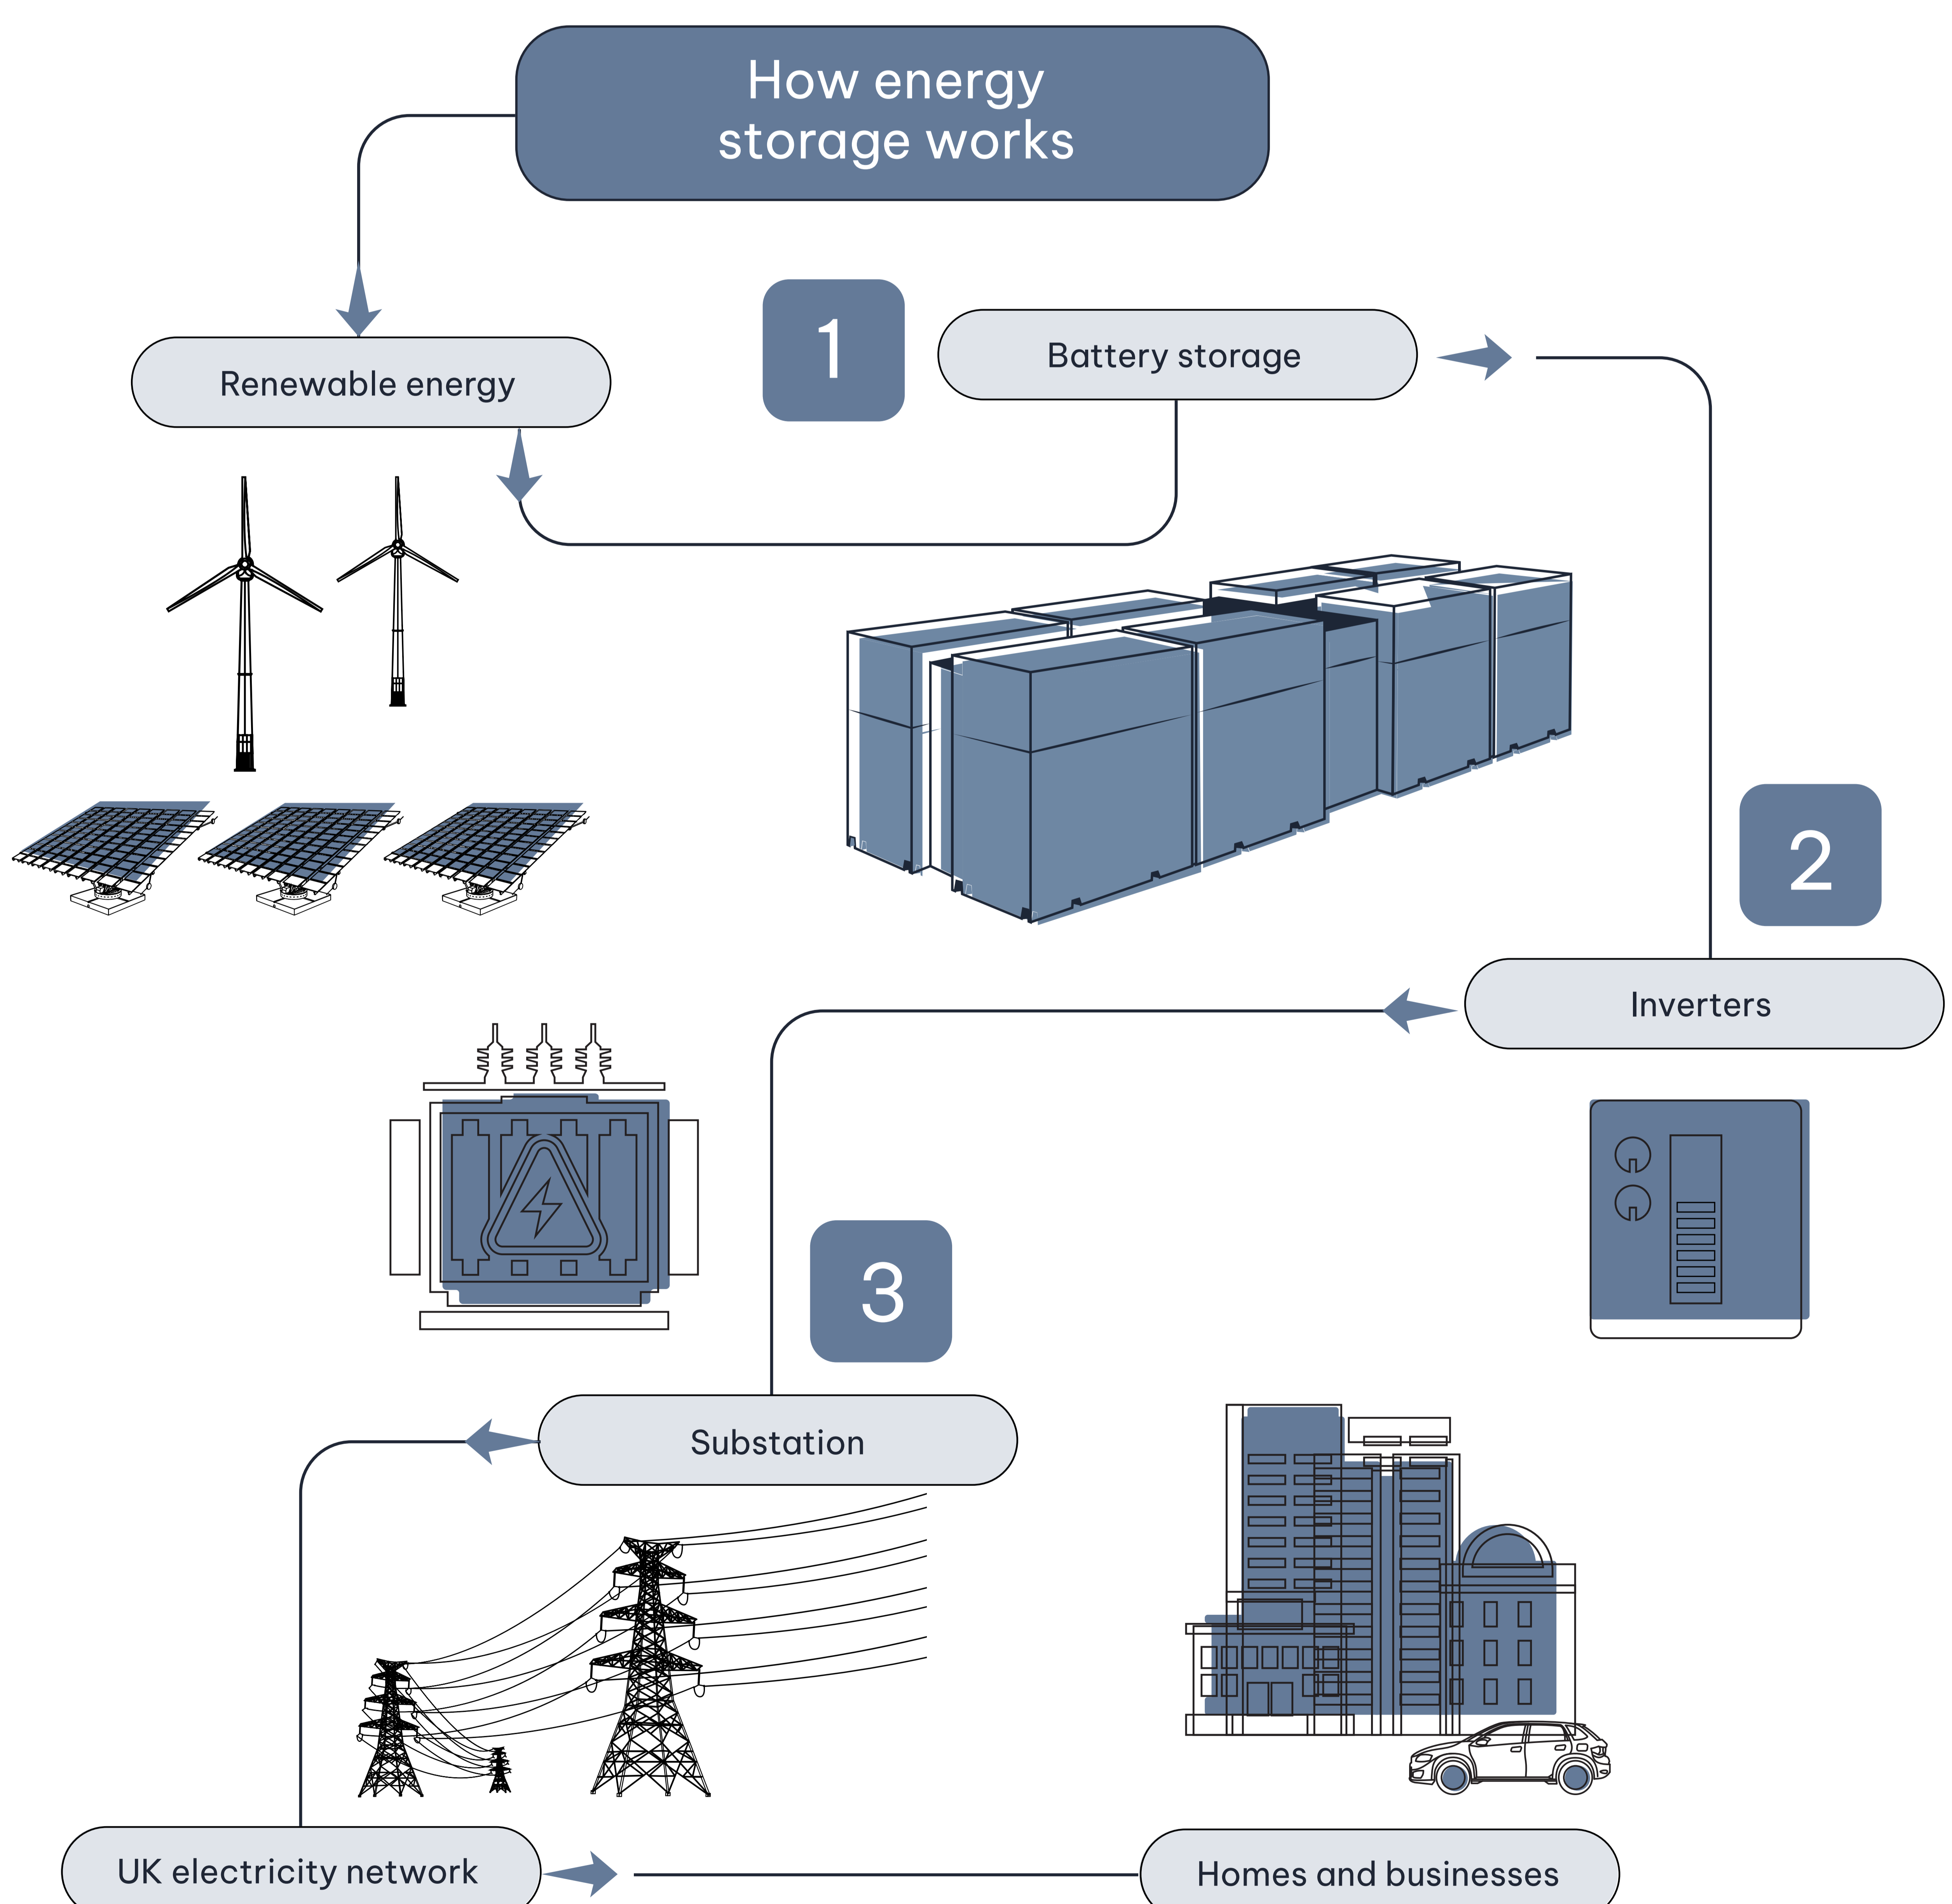 How energy
storage works
Renewable energy
1
Battery storage
2
Inverters
3
Substation
UK electricity network
Homes and businesses